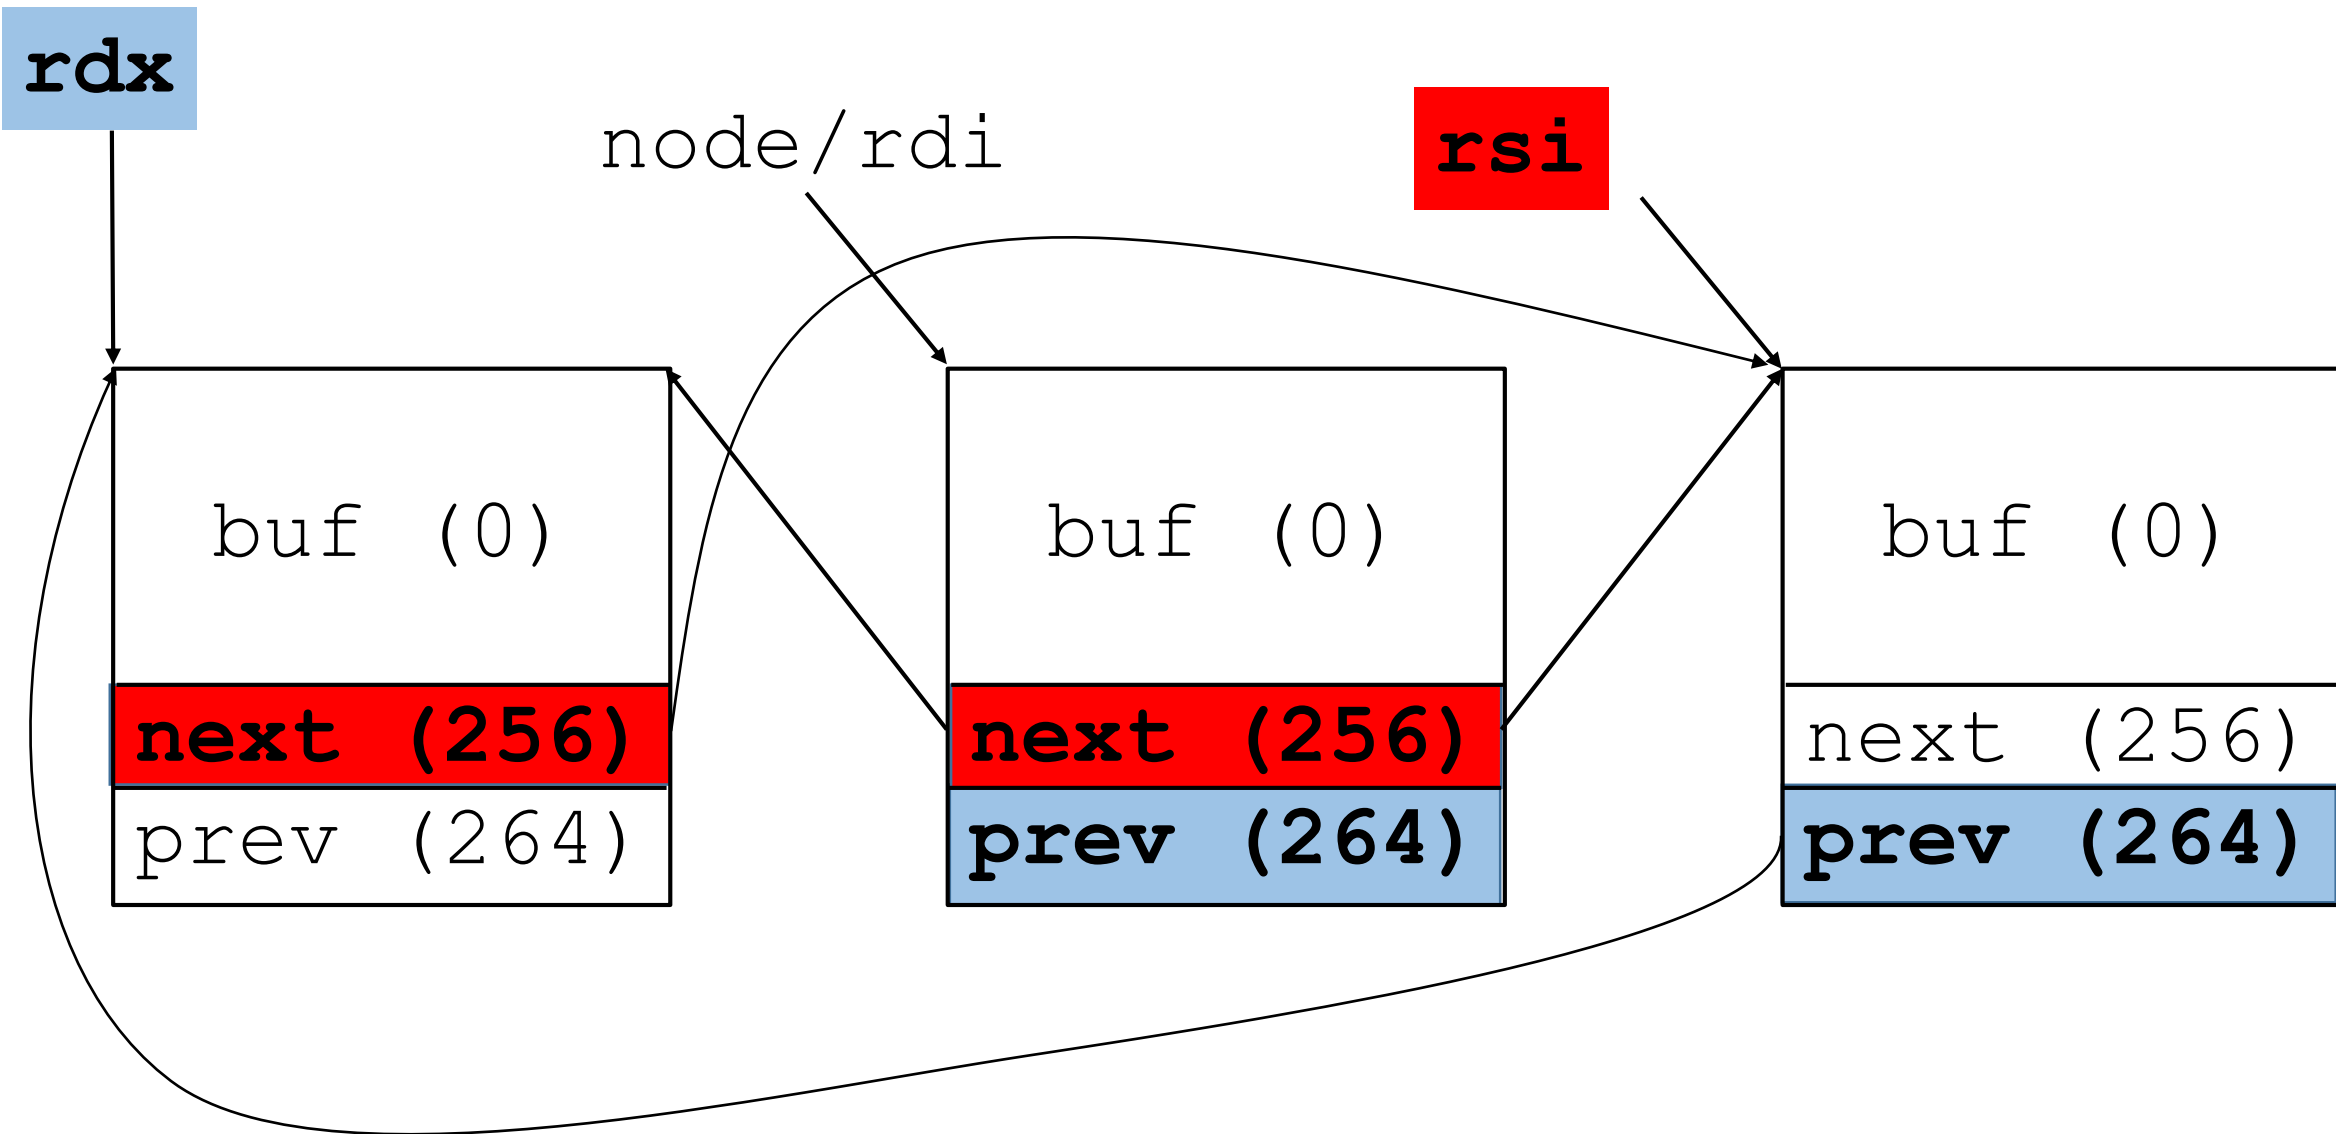 rdx
node/rdi
rsi
buf (0)
buf (0)
buf (0)
next (256)
next (256)
next (256)
prev (264)
prev (264)
prev (264)